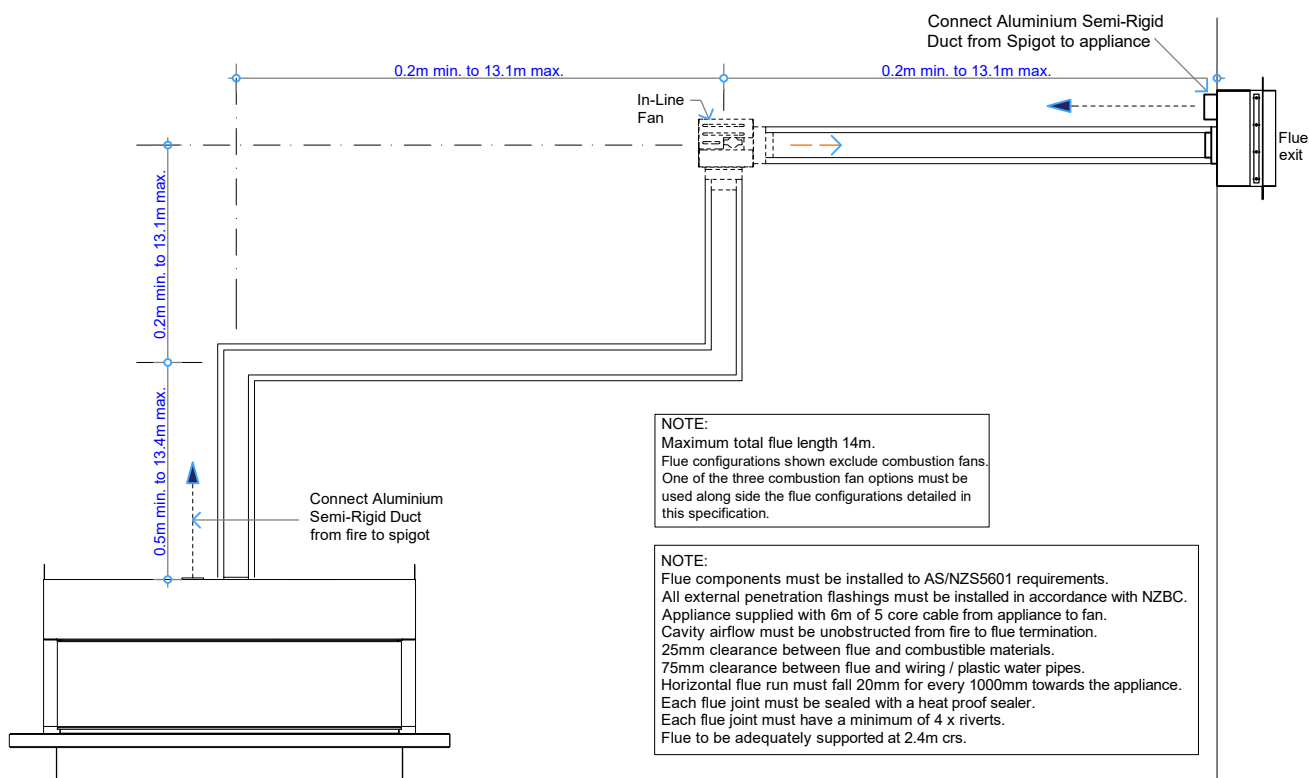 Connect Aluminium Semi-Rigid
Duct from Spigot to appliance
0.2m min. to 13.1m max.
0.2m min. to 13.1m max.
In-Line
Fan
Flue
exit
0.2m min. to 13.1m max.
0.5m min. to 13.4m max.
Connect Aluminium
Semi-Rigid Duct
from fire to spigot
NOTE:
Maximum total flue length 14m.
Flue configurations shown exclude combustion fans.
One of the three combustion fan options must be
used along side the flue configurations detailed in
this specification.
NOTE:
Flue components must be installed to AS/NZS5601 requirements.
All external penetration flashings must be installed in accordance with NZBC.
Appliance supplied with 6m of 5 core cable from appliance to fan.
Cavity airflow must be unobstructed from fire to flue termination.
25mm clearance between flue and combustible materials.
75mm clearance between flue and wiring / plastic water pipes.
Horizontal flue run must fall 20mm for every 1000mm towards the appliance.
Each flue joint must be sealed with a heat proof sealer.
Each flue joint must have a minimum of 4 x riverts.
Flue to be adequately supported at 2.4m crs.